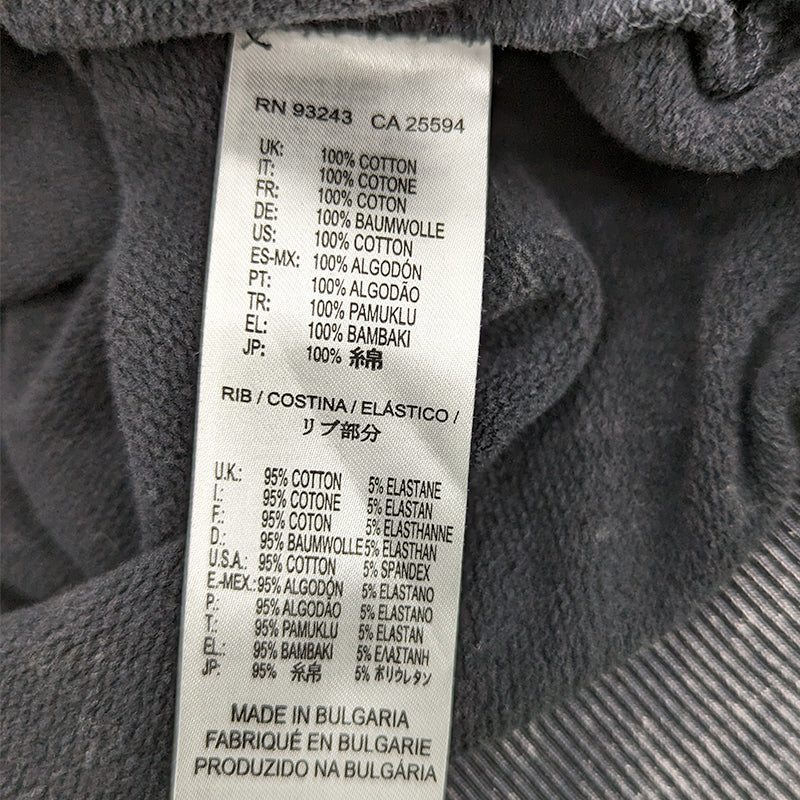 RN 93243 CA 25594
UK: 100% COTTON
IT: 100% COTONE
FR: 100% COTON
DE: 100% BAUMWOLLE
US: 100% COTTON
ES-MX: 100% ALGODÓN
PT: 100% ALGODÃO
TR: 100% PAMUKLU
EL: 100% BAMBAKI
JP: 100% 綿
RIB / COSTINA / ELÁSTICO /
リブ部分
U.K.: 95% COTTON 5% ELASTANE
I.: 95% COTONE 5% ELASTAN
F.: 95% COTON 5% ELASTHANNE
D.: 95% BAUMWOLLE 5% ELASTHAN
U.S.A.: 95% COTTON 5% SPANDEX
E.-MEX.: 95% ALGODÓN 5% ELASTANO
P.: 95% ALGODAO 5% ELASTANO
T.: 95% PAMUKLU 5% ELASTAN
EL.: 95% BAMBAKI 5% ΕΛΑΣΤΑΝΗ
JP: 95% 綿 5% ポリウレタン
MADE IN BULGARIA
FABRIQUÉ EN BULGARIE
PRODUZIDO NA BULGÁRIA